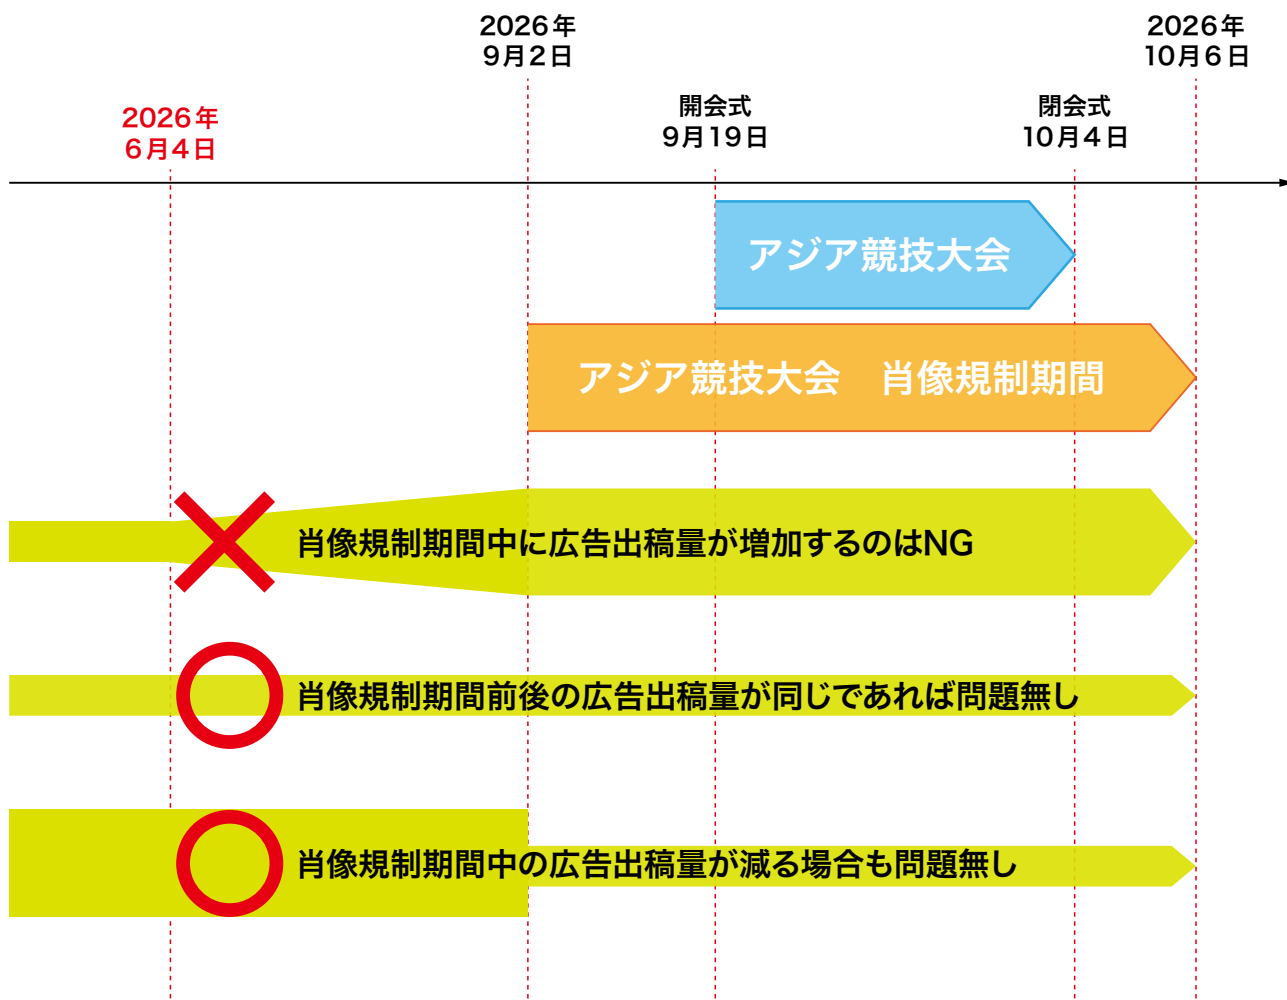 2026年
9月2日
2026年
10月6日
2026年
6月4日
開会式
9月19日
閉会式
10月4日
アジア競技大会
アジア競技大会　肖像規制期間
肖像規制期間中に広告出稿量が増加するのはNG
肖像規制期間前後の広告出稿量が同じであれば問題無し
肖像規制期間中の広告出稿量が減る場合も問題無し